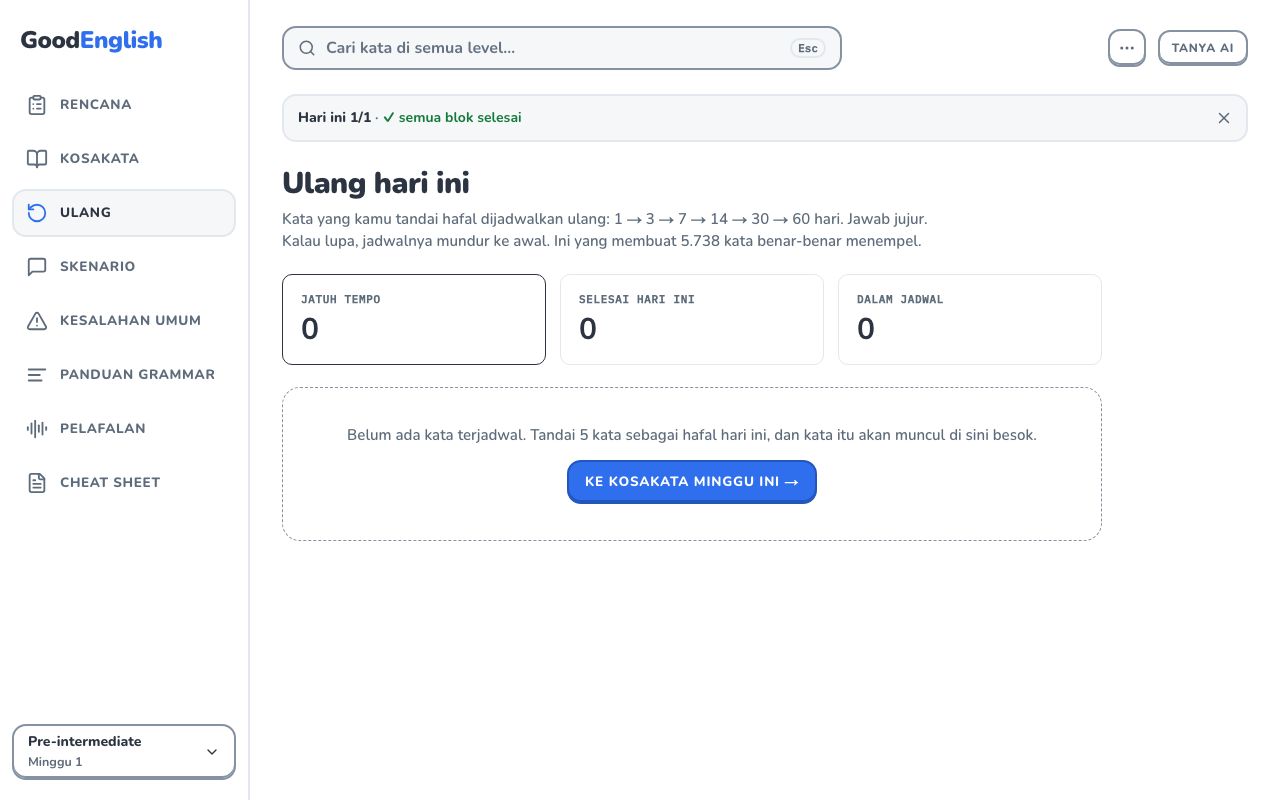 GoodEnglish
RENCANA
KOSAKATA
ULANG
SKENARIO
KESALAHAN UMUM
PANDUAN GRAMMAR
PELAFALAN
CHEAT SHEET
Pre-intermediate
Minggu 1
Cari kata di semua level...
Esc
TANYA AI
Hari ini 1/1 · ✓ semua blok selesai
Ulang hari ini
Kata yang kamu tandai hafal dijadwalkan ulang: 1 → 3 → 7 → 14 → 30 → 60 hari. Jawab jujur.
Kalau lupa, jadwalnya mundur ke awal. Ini yang membuat 5.738 kata benar-benar menempel.
JATUH TEMPO
0
SELESAI HARI INI
0
DALAM JADWAL
0
Belum ada kata terjadwal. Tandai 5 kata sebagai hafal hari ini, dan kata itu akan muncul di sini besok.
KE KOSAKATA MINGGU INI →